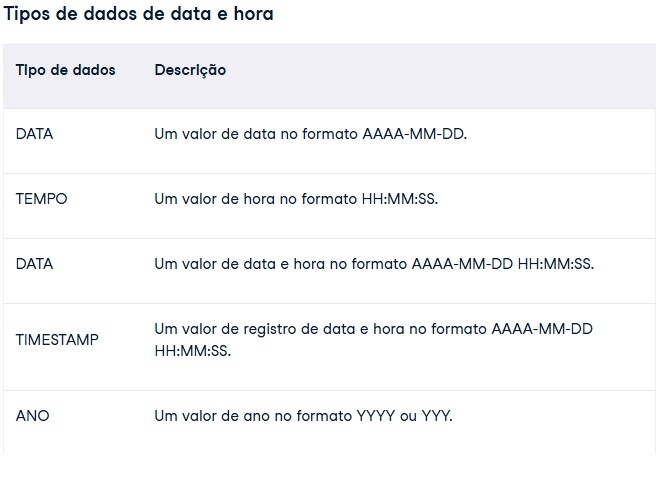 Tipos de dados de data e hora
Tipo de dados Descrição
DATA Um valor de data no formato AAAA-MM-DD.
TEMPO Um valor de hora no formato HH:MM:SS.
DATA Um valor de data e hora no formato AAAA-MM-DD HH:MM:SS.
TIMESTAMP Um valor de registro de data e hora no formato AAAA-MM-DD
HH:MM:SS.
ANO Um valor de ano no formato YYYY ou YYY.